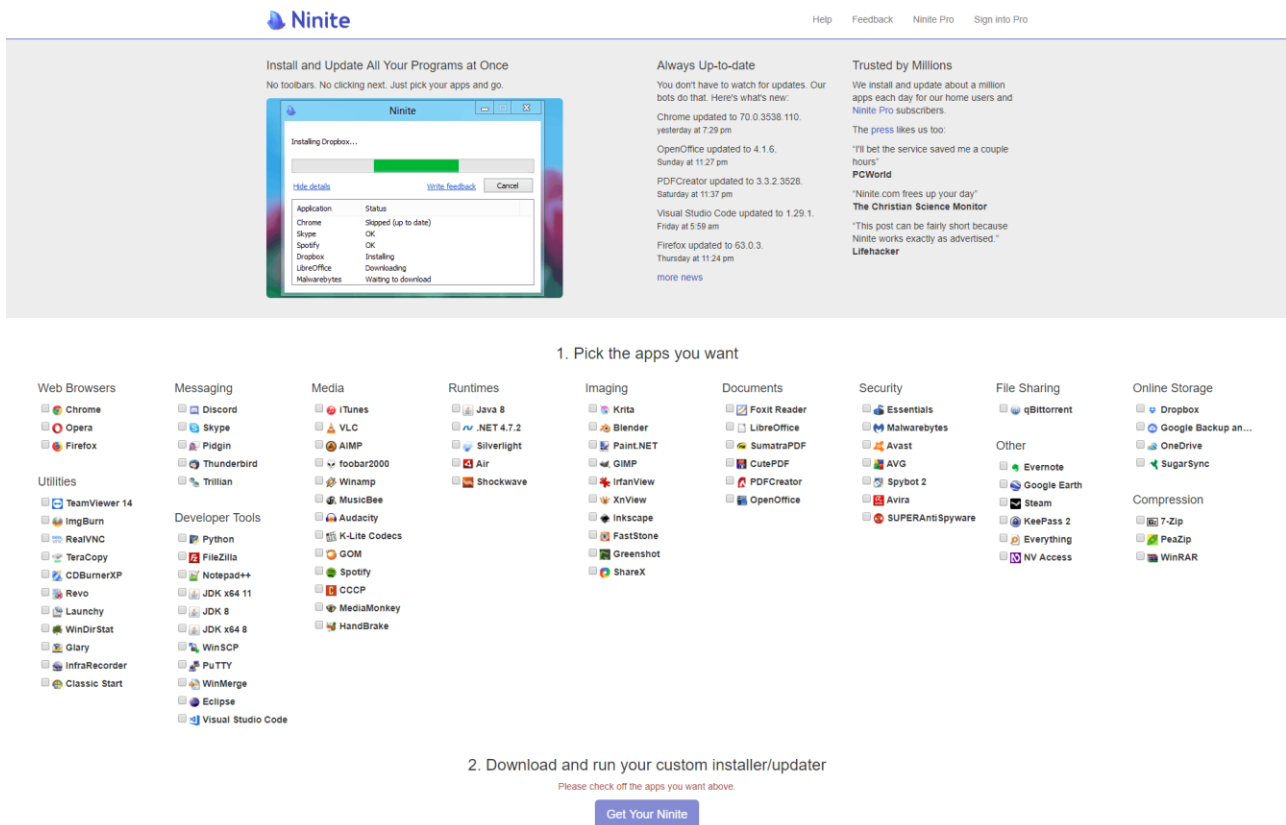 Ninite
Help Feedback Ninite Pro Sign into Pro
Install and Update All Your Programs at Once
No toolbars. No clicking next. Just pick your apps and go.
Ninite
Installing Dropbox...
Hide details Write feedback Cancel
Application Status
Chrome Skipped (up to date)
Skype OK
Spotify OK
Dropbox Installing
LibreOffice Downloading
Malwarebytes Waiting to download
Always Up-to-date
You don't have to watch for updates. Our
bots do that. Here's what's new:
Chrome updated to 70.0.3538.110.
yesterday at 7:29 pm
OpenOffice updated to 4.1.6.
Sunday at 11:27 pm
PDFCreator updated to 3.3.2.3528.
Saturday at 11:37 pm
Visual Studio Code updated to 1.29.1.
Friday at 5:59 am
Firefox updated to 63.0.3.
Thursday at 11:24 pm
more news
Trusted by Millions
We install and update about a million
apps each day for our home users and
Ninite Pro subscribers.
The press likes us too:
"I'll bet the service saved me a couple
hours"
PCWorld
"Ninite.com frees up your day"
The Christian Science Monitor
"This post can be fairly short because
Ninite works exactly as advertised."
Lifehacker
1. Pick the apps you want
Web Browsers
Chrome
Opera
Firefox
Utilities
TeamViewer 14
ImgBurn
RealVNC
TeraCopy
CDBurnerXP
Revo
Launchy
WinDirStat
Glary
InfraRecorder
Classic Start
Messaging
Discord
Skype
Pidgin
Thunderbird
Trillian
Developer Tools
Python
FileZilla
Notepad++
JDK x64 11
JDK 8
JDK x64 8
WinSCP
PuTTY
WinMerge
Eclipse
Visual Studio Code
Media
iTunes
VLC
AIMP
foobar2000
Winamp
MusicBee
Audacity
K-Lite Codecs
GOM
Spotify
CCCP
MediaMonkey
HandBrake
Runtimes
Java 8
.NET 4.7.2
Silverlight
Air
Shockwave
Imaging
Krita
Blender
Paint.NET
GIMP
IrfanView
XnView
Inkscape
FastStone
Greenshot
ShareX
Documents
Foxit Reader
LibreOffice
SumatraPDF
CutePDF
PDFCreator
OpenOffice
Security
Essentials
Malwarebytes
Avast
AVG
Spybot 2
Avira
SUPERAntiSpyware
File Sharing
qBittorrent
Other
Evernote
Google Earth
Steam
KeePass 2
Everything
NV Access
Online Storage
Dropbox
Google Backup an...
OneDrive
SugarSync
Compression
7-Zip
PeaZip
WinRAR
2. Download and run your custom installer/updater
Please check off the apps you want above.
Get Your Ninite